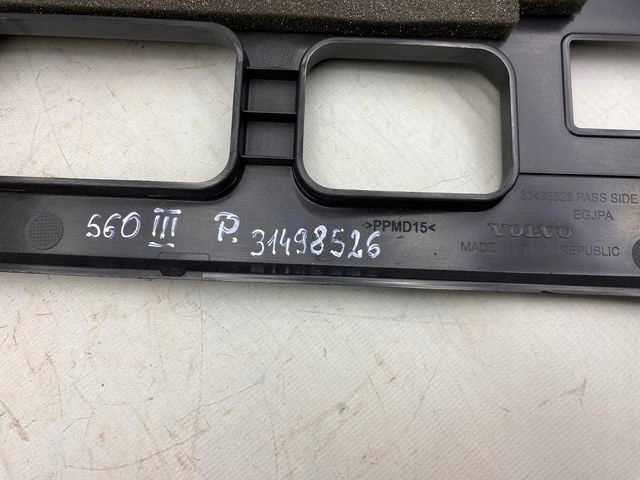 S60 III P. 31498526
>PPMD15<
31498526 PASS SIDE
EGJPA
VOLVO
MADE IN CZECH REPUBLIC